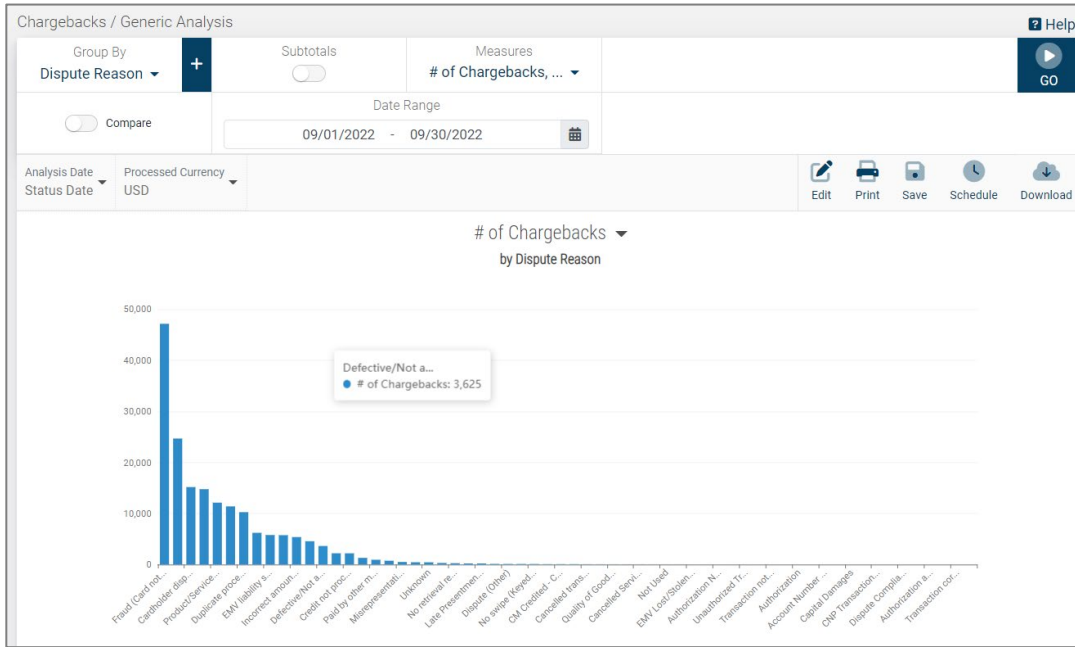 Chargebacks / Generic Analysis
Help
Group By
Dispute Reason
+
Subtotals
Measures
# of Chargebacks, ...
GO
Compare
Date Range
09/01/2022 - 09/30/2022
Analysis Date
Status Date
Processed Currency
USD
Edit
Print
Save
Schedule
Download
# of Chargebacks
by Dispute Reason
50,000
40,000
30,000
20,000
10,000
0
Defective/Not a...
# of Chargebacks: 3,625
Fraud (Card not...
Cardholder disp...
Product/Service...
Duplicate proce...
EMV liability s...
Incorrect amoun...
Defective/Not a...
Credit not proc...
Paid by other m...
Misrepresentati...
Unknown
No retrieval re...
Late Presentmen...
Dispute (Other)
No swipe (Keyed...
CM Credited - C...
Cancelled trans...
Quality of Good...
Cancelled Servi...
Not Used
EMV Lost/Stolen...
Authorization N...
Unauthorized Tr...
Transaction not...
Authorization
Account Number ...
Capital Damages
CNP Transaction...
Dispute Complia...
Authorization a...
Transaction cor...